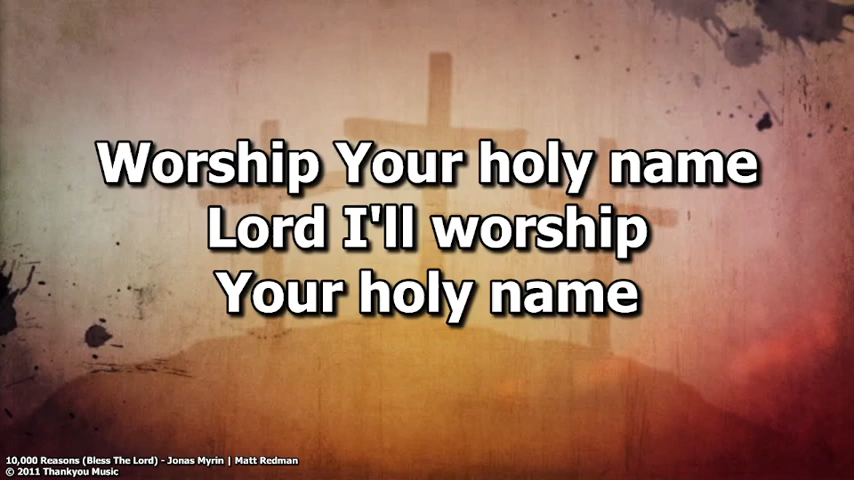 Worship Your holy name
Lord I'll worship
Your holy name
10,000 Reasons (Bless The Lord) - Jonas Myrin | Matt Redman
© 2011 Thankyou Music